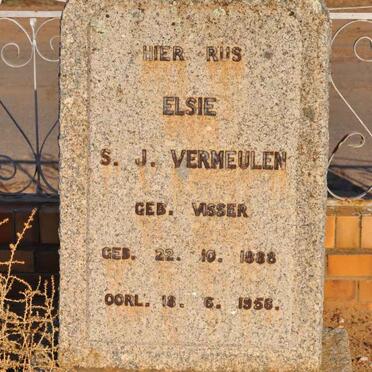 HIER RUS
ELSIE
S. J. VERMEULEN
GEB. VISSER
GEB. 22. 10. 1888
OORL. 18. 6. 1958.